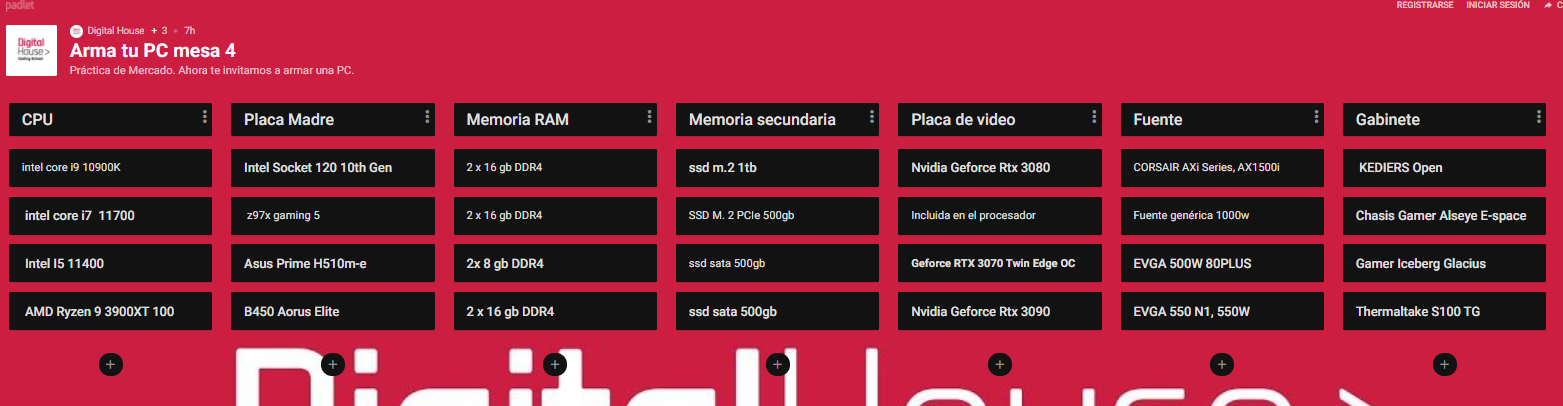 padlet
REGISTRARSE INICIAR SESIÓN C
Digital House >
Coding School
Digital House + 3 • 7h
Arma tu PC mesa 4
Práctica de Mercado. Ahora te invitamos a armar una PC.
CPU Placa Madre Memoria RAM Memoria secundaria Placa de video Fuente Gabinete
intel core i9 10900K Intel Socket 120 10th Gen 2 x 16 gb DDR4 ssd m.2 1tb Nvidia Geforce Rtx 3080 CORSAIR AXi Series, AX1500i KEDIERS Open
intel core i7 11700 z97x gaming 5 2 x 16 gb DDR4 SSD M. 2 PCIe 500gb Incluida en el procesador Fuente genérica 1000w Chasis Gamer Alseye E-space
Intel I5 11400 Asus Prime H510m-e 2x 8 gb DDR4 ssd sata 500gb Geforce RTX 3070 Twin Edge OC EVGA 500W 80PLUS Gamer Iceberg Glacius
AMD Ryzen 9 3900XT 100 B450 Aorus Elite 2 x 16 gb DDR4 ssd sata 500gb Nvidia Geforce Rtx 3090 EVGA 550 N1, 550W Thermaltake S100 TG
+ + + + + + +
Digital House >